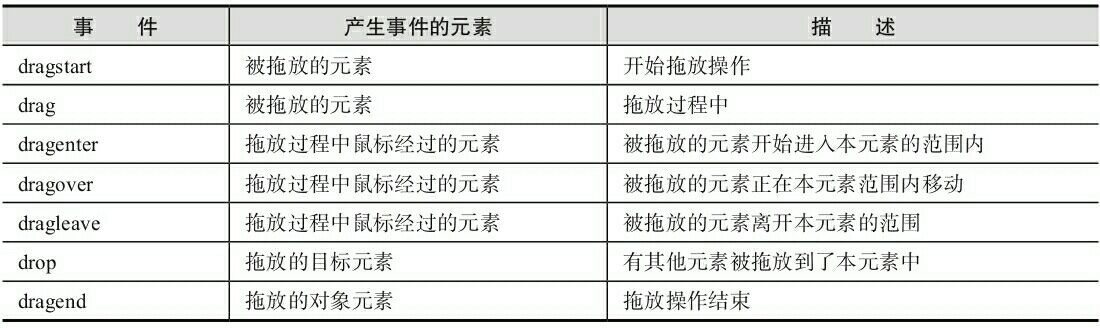 事 件 产生事件的元素 描 述
dragstart 被拖放的元素 开始拖放操作
drag 被拖放的元素 拖放过程中
dragenter 拖放过程中鼠标经过的元素 被拖放的元素开始进入本元素的范围内
dragover 拖放过程中鼠标经过的元素 被拖放的元素正在本元素范围内移动
dragleave 拖放过程中鼠标经过的元素 被拖放的元素离开本元素的范围
drop 拖放的目标元素 有其他元素被拖放到了本元素中
dragend 拖放的对象元素 拖放操作结束